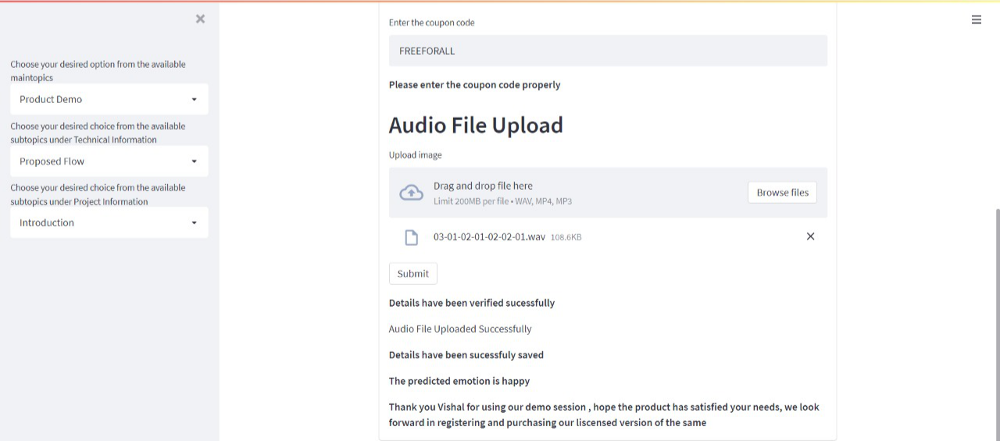 Choose your desired option from the available
maintopics
Product Demo
Choose your desired choice from the available
subtopics under Technical Information
Proposed Flow
Choose your desired choice from the available
subtopics under Project Information
Introduction
Enter the coupon code
FREEFORALL
Please enter the coupon code properly
Audio File Upload
Upload image
Drag and drop file here
Limit 200MB per file • WAV, MP4, MP3
Browse files
03-01-02-01-02-02-01.wav 108.6KB
Submit
Details have been verified sucessfully
Audio File Uploaded Successfully
Details have been sucessfuly saved
The predicted emotion is happy
Thank you Vishal for using our demo session , hope the product has satisfied your needs, we look
forward in registering and purchasing our liscensed version of the same